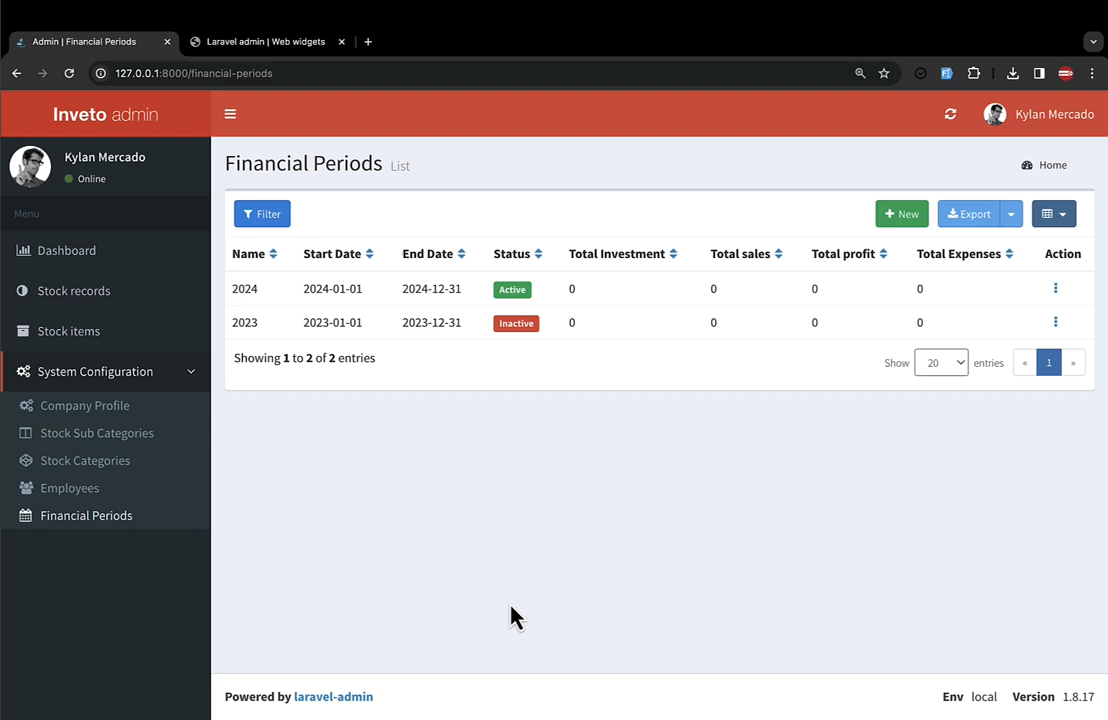 Admin | Financial Periods
Laravel admin | Web widgets
127.0.0.1:8000/financial-periods
Inveto admin
Kylan Mercado
Kylan Mercado
Online
Menu
Dashboard
Stock records
Stock items
System Configuration
Company Profile
Stock Sub Categories
Stock Categories
Employees
Financial Periods
Financial Periods List
Home
Filter
New
Export
Name Start Date End Date Status Total Investment Total sales Total profit Total Expenses Action
2024 2024-01-01 2024-12-31 Active 0 0 0 0
2023 2023-01-01 2023-12-31 Inactive 0 0 0 0
Showing 1 to 2 of 2 entries
Show 20 entries « 1 »
Powered by laravel-admin
Env local Version 1.8.17